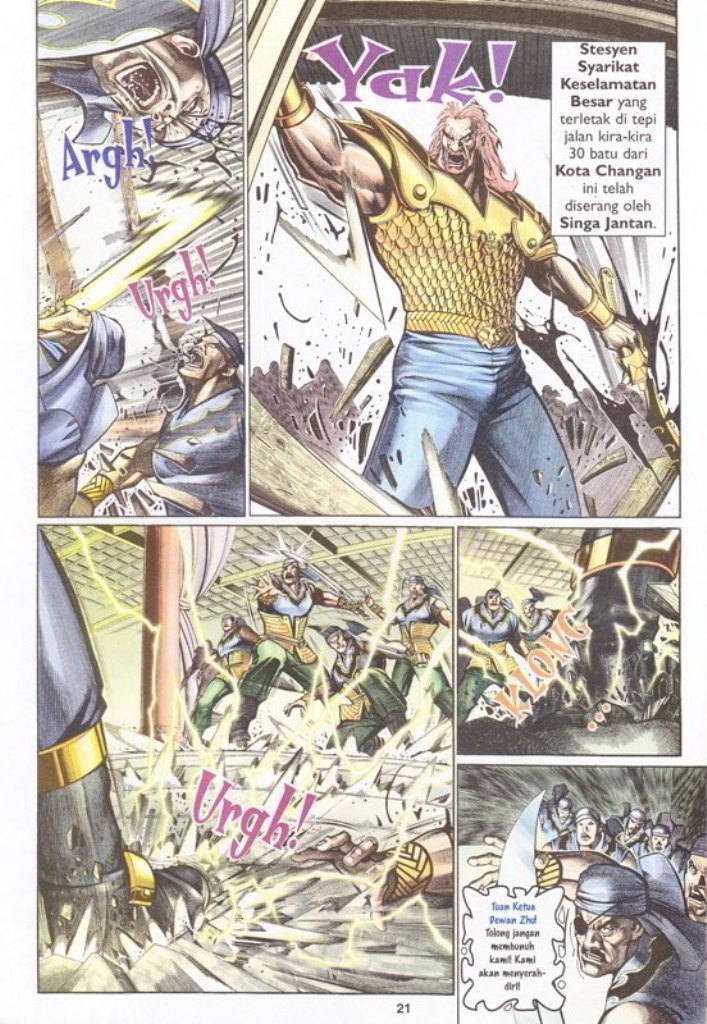 Argh!
Urgh!
Yak!
Stesyen
Syarikat
Keselamatan
Besar yang
terletak di tepi
jalan kira-kira
30 batu dari
Kota Changan
ini telah
diserang oleh
Singa Jantan.
Urgh!
KLONG
...
Tuan Ketua
Dewan Zhu!
Tolong jangan
membunuh
kami! Kami
akan menyerah-
diri!
21